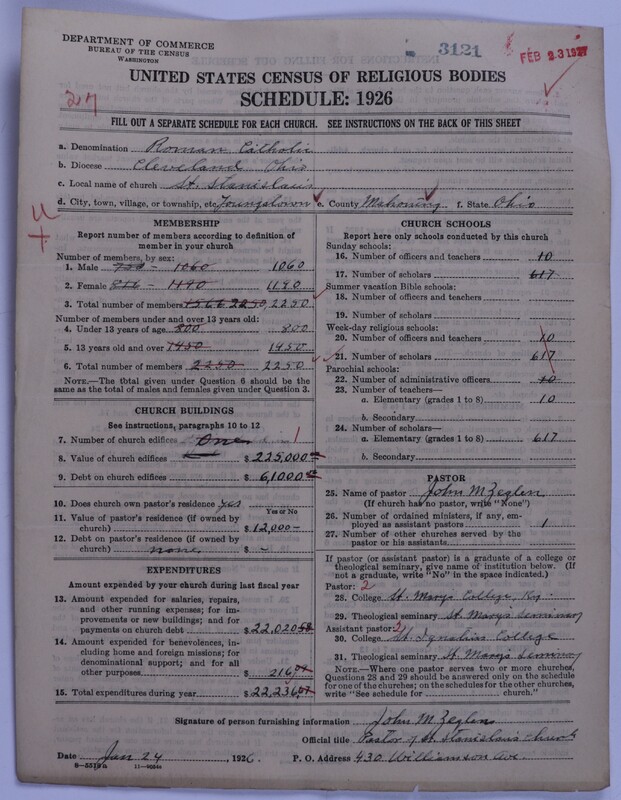 DEPARTMENT OF COMMERCE
BUREAU OF THE CENSUS
WASHINGTON
3121
FEB 23 1927
UNITED STATES CENSUS OF RELIGIOUS BODIES
SCHEDULE: 1926
FILL OUT A SEPARATE SCHEDULE FOR EACH CHURCH. SEE INSTRUCTIONS ON THE BACK OF THIS SHEET
a. Denomination Roman Catholic
b. Diocese Cleveland Ohio
c. Local name of church St. Stanislaus
d. City, town, village, or township, etc. Youngstown e. County Mahoning f. State Ohio
MEMBERSHIP
Report number of members according to definition of
member in your church
Number of members, by sex:
1. Male 1060 1060
2. Female 1190 1190
3. Total number of members 2250 2250
Number of members under and over 13 years old:
4. Under 13 years of age 800 800
5. 13 years old and over 1450 1450
6. Total number of members 2250 2250
NOTE.—The total given under Question 6 should be
the same as the total of males and females given under Question 3.
CHURCH BUILDINGS
See instructions, paragraphs 10 to 12
7. Number of church edifices One 1
8. Value of church edifices $ 225,000
9. Debt on church edifices $ 61000
10. Does church own pastor's residence yes
Yes or No
11. Value of pastor's residence (if owned by
church) $ 12,000-
12. Debt on pastor's residence (if owned by
church) none $ -
EXPENDITURES
Amount expended by your church during last fiscal year
13. Amount expended for salaries, repairs,
and other running expenses; for im-
provements or new buildings; and for
payments on church debt $ 22,020
14. Amount expended for benevolences, in-
cluding home and foreign missions; for
denominational support; and for all
other purposes $ 216
15. Total expenditures during year $ 22,236
CHURCH SCHOOLS
Report here only schools conducted by this church
Sunday schools:
16. Number of officers and teachers 10
17. Number of scholars 617
Summer vacation Bible schools:
18. Number of officers and teachers
19. Number of scholars
Week-day religious schools:
20. Number of officers and teachers 10
21. Number of scholars 617
Parochial schools:
22. Number of administrative officers 10
23. Number of teachers—
a. Elementary (grades 1 to 8) 10
b. Secondary
24. Number of scholars—
a. Elementary (grades 1 to 8) 617
b. Secondary
PASTOR
25. Name of pastor John M Zeglen
(If church has no pastor, write "None")
26. Number of ordained ministers, if any, em-
ployed as assistant pastors 1
27. Number of other churches served by the
pastor or his assistants
If pastor (or assistant pastor) is a graduate of a college or
theological seminary, give name of institution below. (If
not a graduate, write "No" in the space indicated.)
Pastor: 2
28. College St. Mary's College, Ky.
29. Theological seminary St. Mary's Seminary
Assistant pastor:
30. College St. Ignatius College
31. Theological seminary St. Mary's Seminary
NOTE.—Where one pastor serves two or more churches,
Questions 28 and 29 should be answered only on the schedule
for one of the churches; on the schedules for the other churches,
write "See schedule for church."
Signature of person furnishing information John M Zeglen
Official title Pastor of St. Stanislaus Church
Date Jan 24, 1926. P. O. Address 430 Williamson Ave.